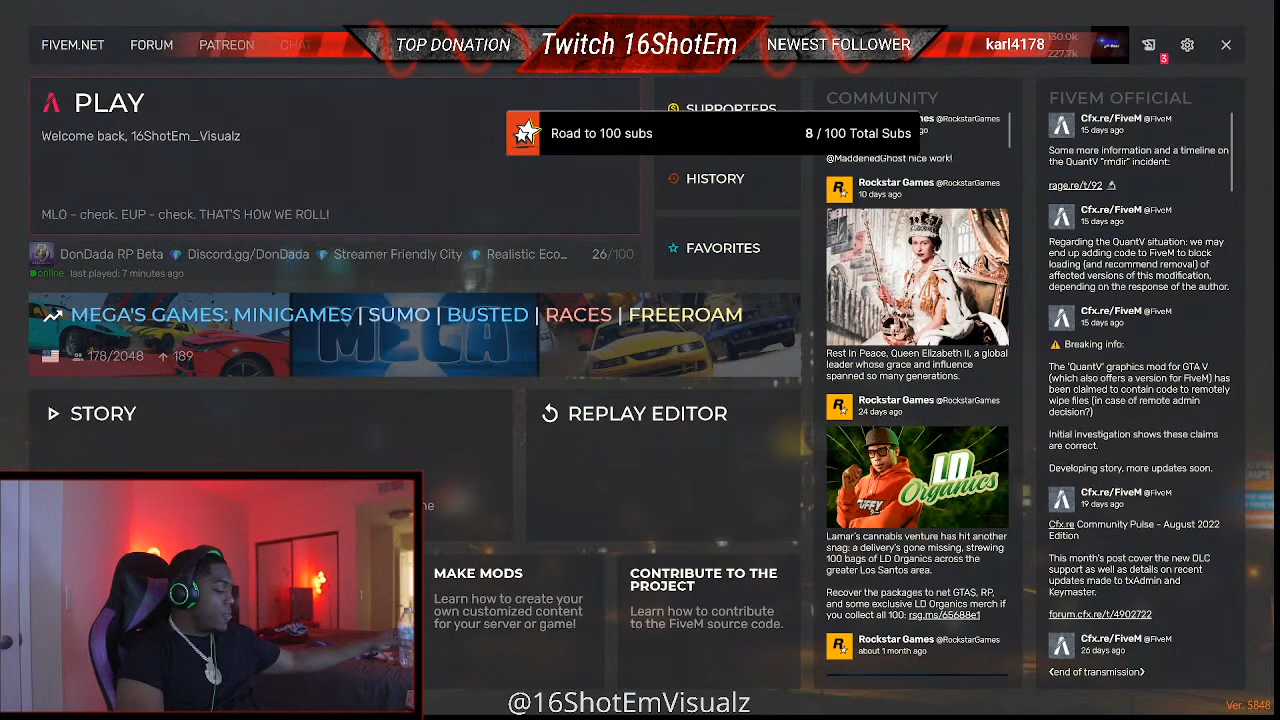 FIVEM.NET
FORUM
PATREON
CHAT
TOP DONATION
Twitch 16ShotEm
NEWEST FOLLOWER
karl4178
130.0k
227.7k
3
PLAY
Welcome back, 16ShotEm_Visualz
MLO - check. EUP - check. THAT'S HOW WE ROLL!
SUPPORTERS
Road to 100 subs
8 / 100 Total Subs
HISTORY
FAVORITES
DonDada RP Beta
Discord.gg/DonDada
Streamer Friendly City
Realistic Eco...
26/100
online
last played: 7 minutes ago
MEGA'S GAMES: MINIGAMES | SUMO | BUSTED | RACES | FREEROAM
MEGA
178/2048
189
STORY
REPLAY EDITOR
me
MAKE MODS
Learn how to create your
own customized content
for your server or game!
CONTRIBUTE TO THE
PROJECT
Learn how to contribute
to the FiveM source code.
COMMUNITY
Games @RockstarGames
go
@MaddenedGhost nice work!
Rockstar Games @RockstarGames
10 days ago
Rest In Peace, Queen Elizabeth II, a global
leader whose grace and influence
spanned so many generations.
Rockstar Games @RockstarGames
24 days ago
LD
Organics
Lamar's cannabis venture has hit another
snag: a delivery's gone missing, strewing
100 bags of LD Organics across the
greater Los Santos area.
Recover the packages to net GTA$, RP,
and some exclusive LD Organics merch if
you collect all 100: rsg.ms/65688e1
Rockstar Games @RockstarGames
about 1 month ago
FIVEM OFFICIAL
Cfx.re/FiveM @FiveM
15 days ago
Some more information and a timeline on
the QuantV "rmdir" incident:
rage.re/t/92
Cfx.re/FiveM @FiveM
15 days ago
Regarding the QuantV situation: we may
end up adding code to FiveM to block
loading (and recommend removal) of
affected versions of this modification,
depending on the response of the author.
Cfx.re/FiveM @FiveM
15 days ago
Breaking info:
The 'QuantV' graphics mod for GTA V
(which also offers a version for FiveM) has
been claimed to contain code to remotely
wipe files (in case of remote admin
decision?)
Initial investigation shows these claims
are correct.
Developing story, more updates soon.
Cfx.re/FiveM @FiveM
19 days ago
Cfx.re Community Pulse - August 2022
Edition
This month's post cover the new DLC
support as well as details on recent
updates made to txAdmin and
Keymaster.
forum.cfx.re/t/4902722
Cfx.re/FiveM @FiveM
26 days ago
<end of transmission>
@16ShotEmVisualz
Ver. 5848